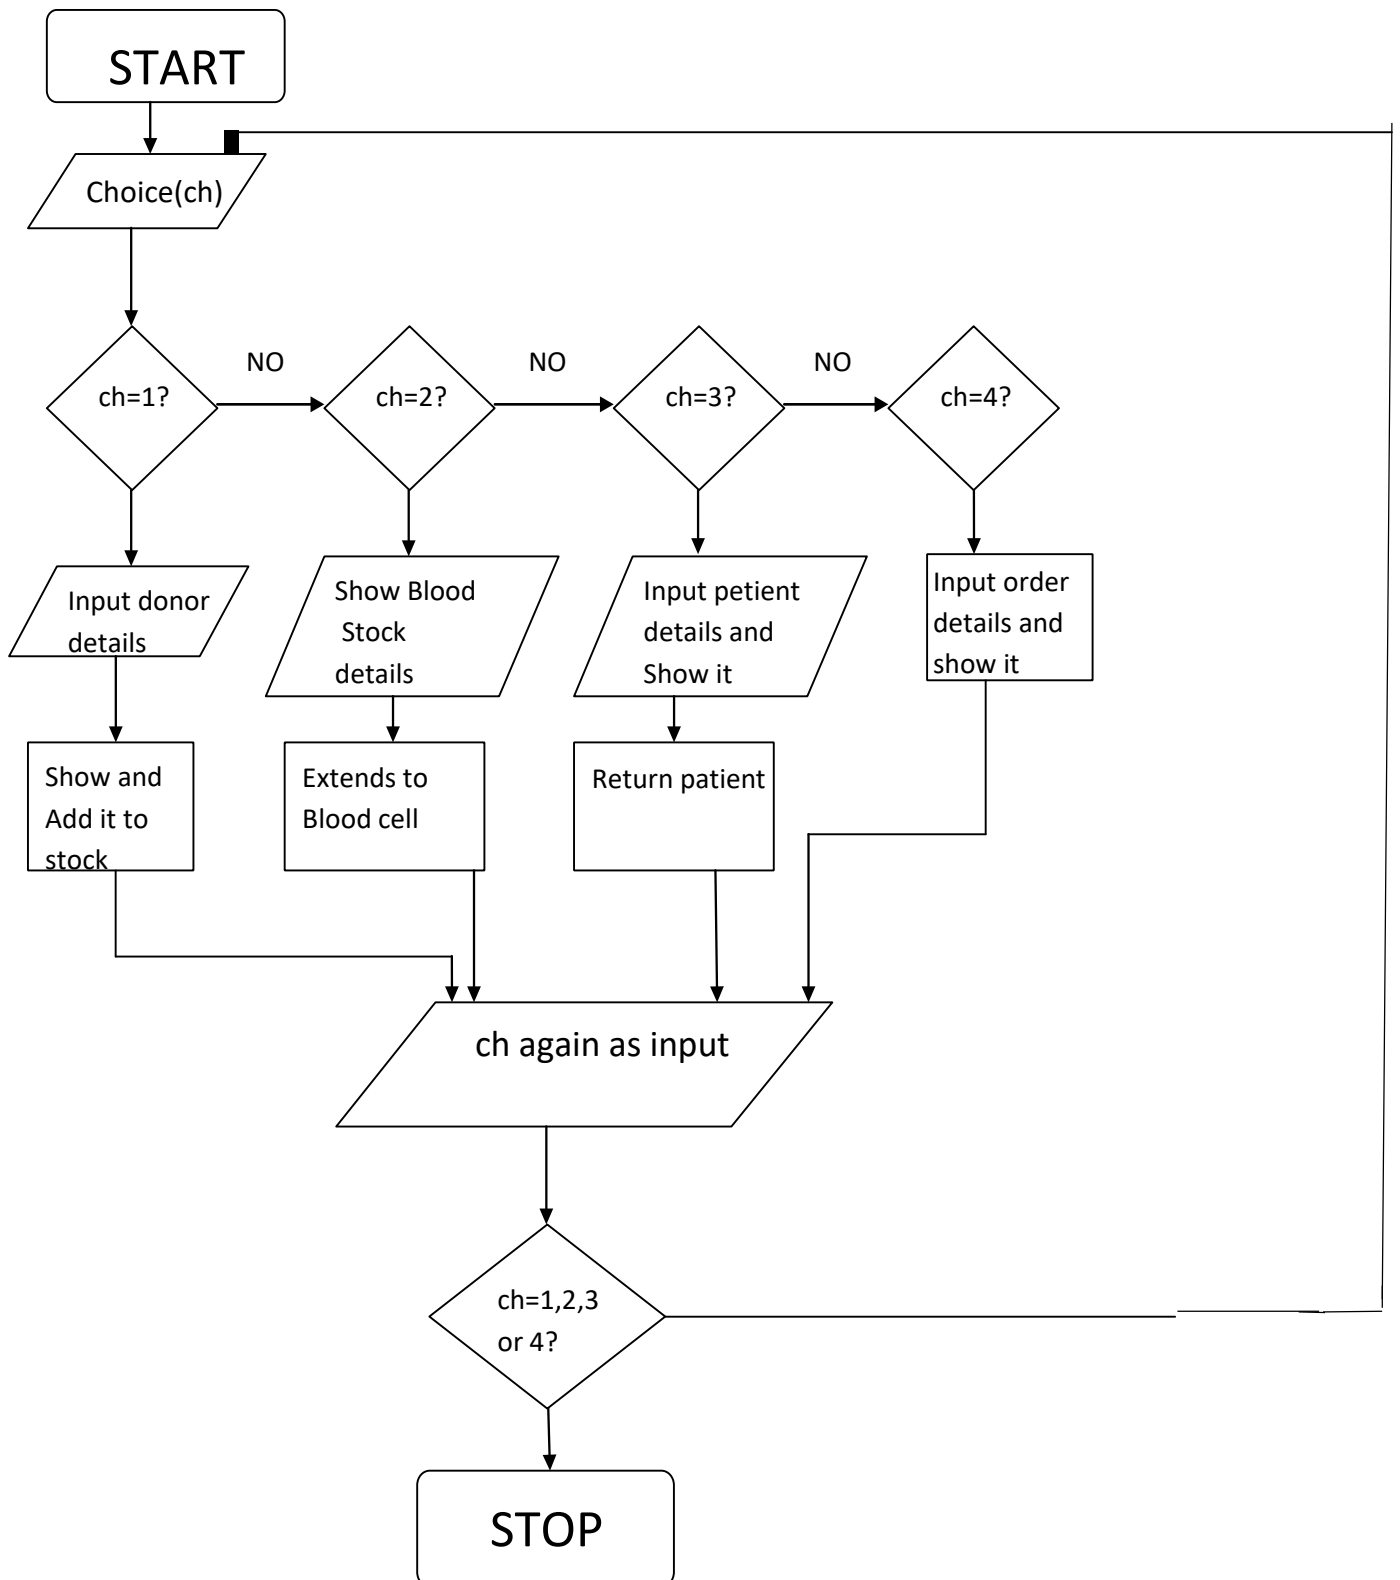 START
Choice(ch)
ch=1?
NO
ch=2?
NO
ch=3?
NO
ch=4?
Input donor
details
Show Blood
Stock
details
Input petient
details and
Show it
Input order
details and
show it
Show and
Add it to
stock
Extends to
Blood cell
Return patient
ch again as input
ch=1,2,3
or 4?
STOP